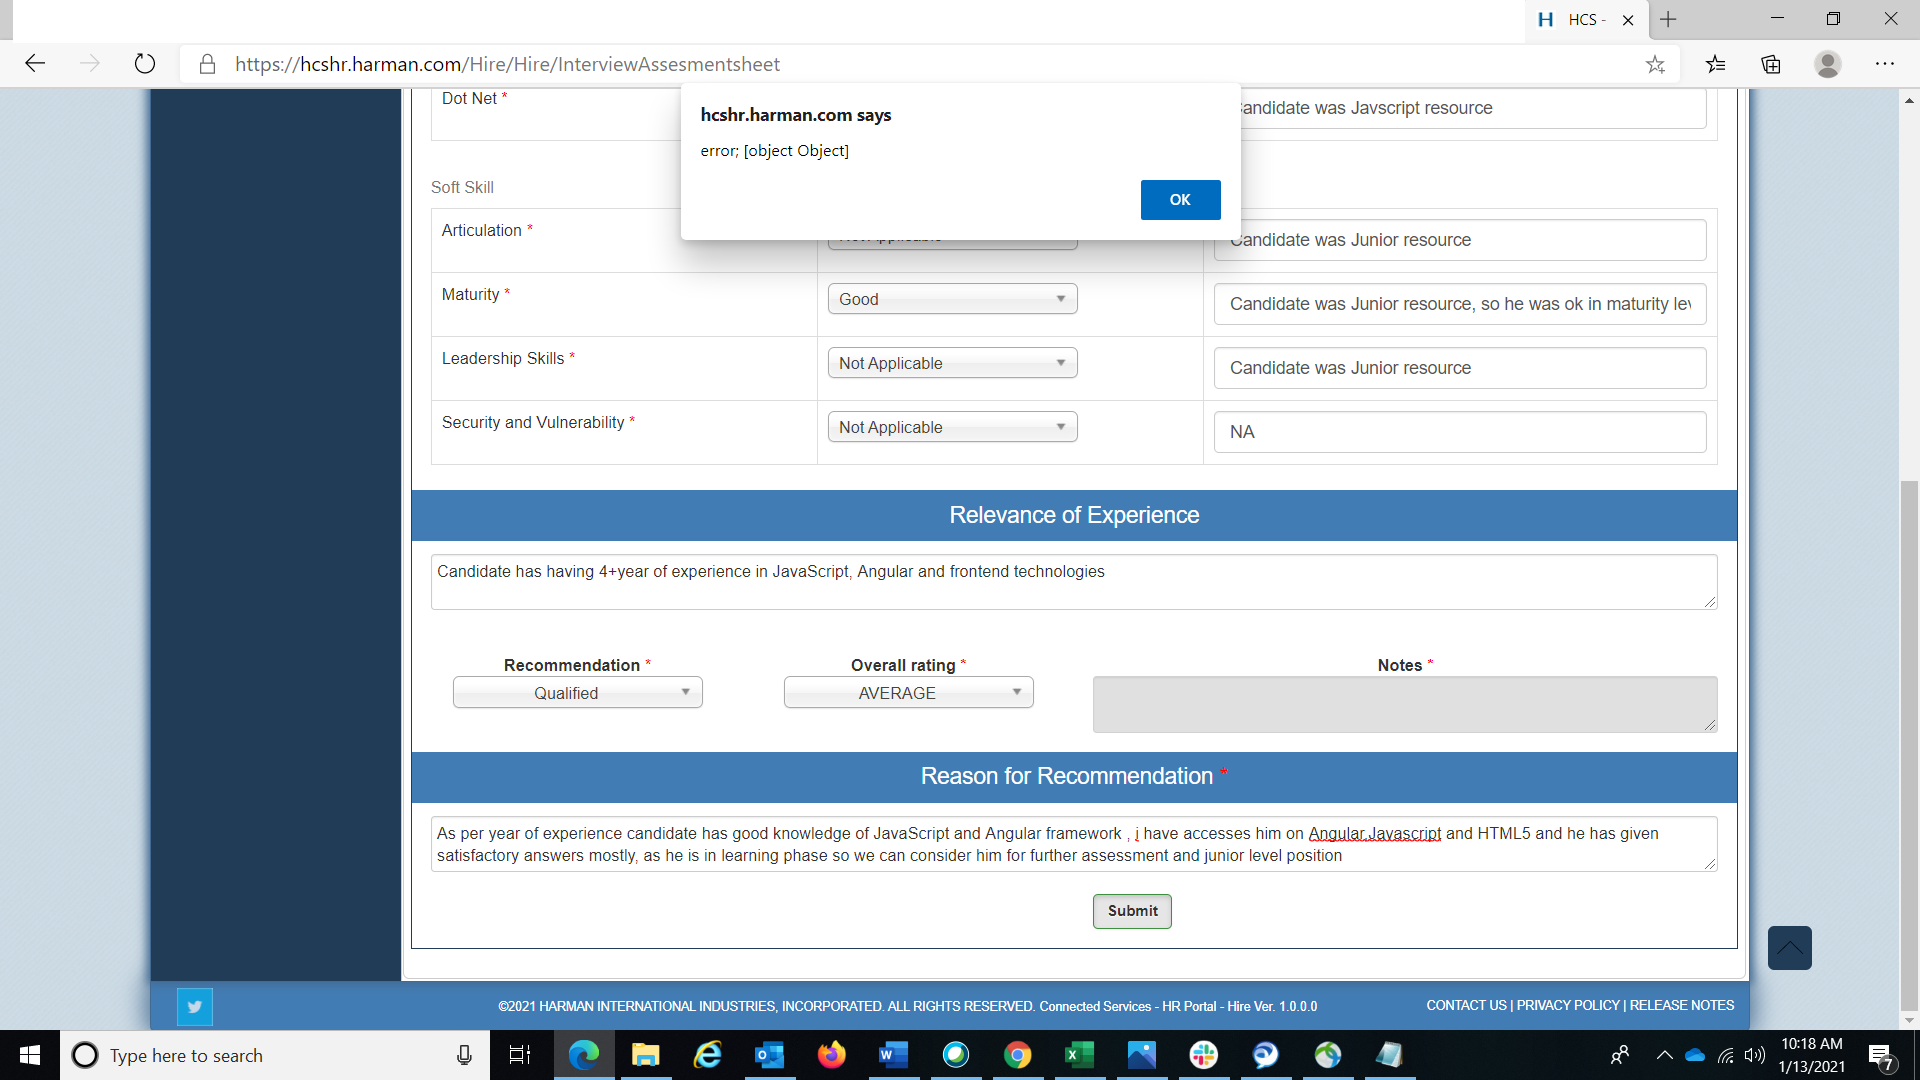 HCS -
https://hcshr.harman.com/Hire/Hire/InterviewAssesmentsheet
hcshr.harman.com says
error; [object Object]
OK
Dot Net *
Candidate was Javscript resource
Soft Skill
Articulation *
Candidate was Junior resource
Maturity *
Good
Candidate was Junior resource, so he was ok in maturity lev
Leadership Skills *
Not Applicable
Candidate was Junior resource
Security and Vulnerability *
Not Applicable
NA
Relevance of Experience
Candidate has having 4+year of experience in JavaScript, Angular and frontend technologies
Recommendation *
Overall rating *
Notes *
Qualified
AVERAGE
Reason for Recommendation *
As per year of experience candidate has good knowledge of JavaScript and Angular framework , i have accesses him on Angular,Javascript and HTML5 and he has given
satisfactory answers mostly, as he is in learning phase so we can consider him for further assessment and junior level position
Submit
©2021 HARMAN INTERNATIONAL INDUSTRIES, INCORPORATED. ALL RIGHTS RESERVED. Connected Services - HR Portal - Hire Ver. 1.0.0.0
CONTACT US | PRIVACY POLICY | RELEASE NOTES
Type here to search
10:18 AM
1/13/2021
7